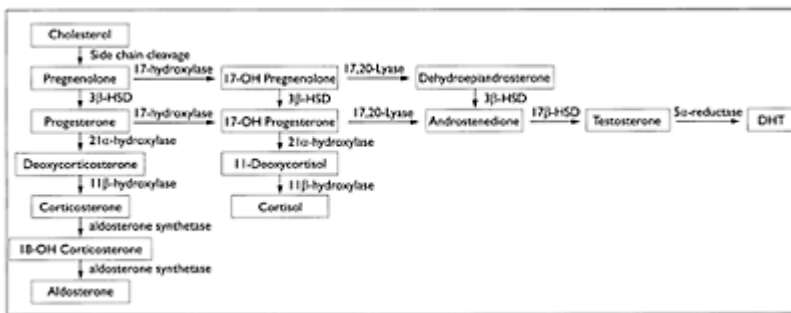 Cholesterol
Side chain cleavage
Pregnenolone 17-hydroxylase 17-OH Pregnenolone 17,20-Lyase Dehydroepiandrosterone
3β-HSD 3β-HSD 3β-HSD
Progesterone 17-hydroxylase 17-OH Progesterone 17,20-Lyase Androstenedione 17β-HSD Testosterone 5α-reductase DHT
21α-hydroxylase 21α-hydroxylase
Deoxycorticosterone 11-Deoxycortisol
11β-hydroxylase 11β-hydroxylase
Corticosterone Cortisol
aldosterone synthetase
18-OH Corticosterone
aldosterone synthetase
Aldosterone